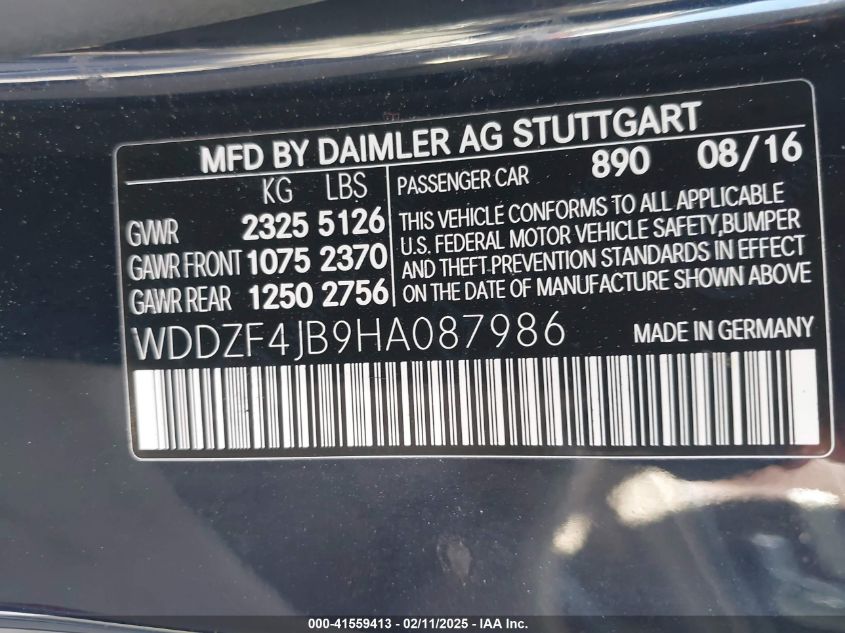 MFD BY DAIMLER AG STUTTGART
KG LBS
GVWR 2325 5126
GAWR FRONT 1075 2370
GAWR REAR 1250 2756
PASSENGER CAR 890 08/16
THIS VEHICLE CONFORMS TO ALL APPLICABLE
U.S. FEDERAL MOTOR VEHICLE SAFETY,BUMPER
AND THEFT PREVENTION STANDARDS IN EFFECT
ON THE DATE OF MANUFACTURE SHOWN ABOVE
WDDZF4JB9HA087986 MADE IN GERMANY
000-41559413 - 02/11/2025 - IAA Inc.